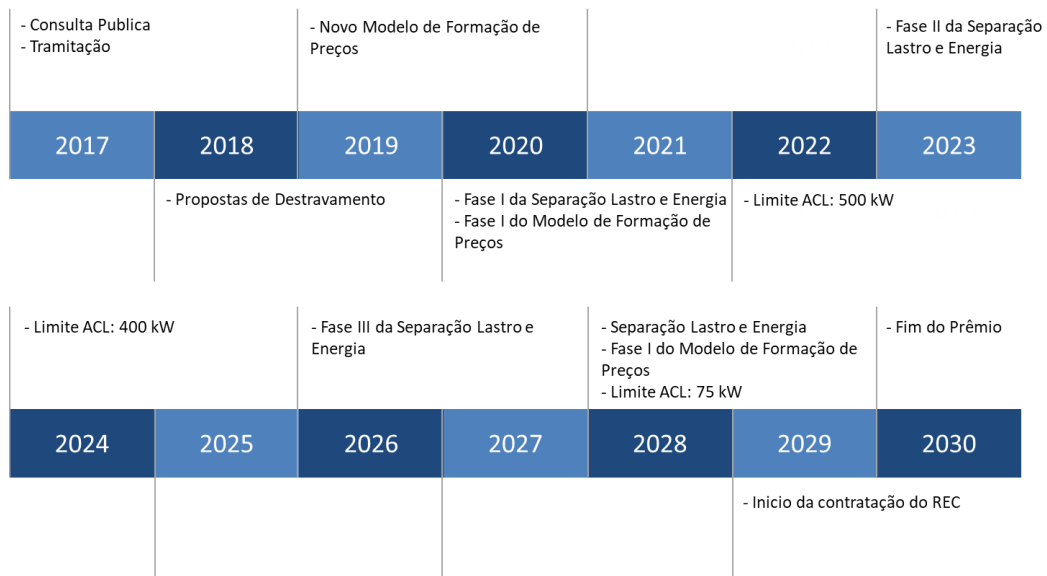 - Consulta Publica
- Tramitação
- Novo Modelo de Formação de
Preços
- Fase II da Separação
Lastro e Energia
2017
2018
2019
2020
2021
2022
2023
- Propostas de Destravamento
- Fase I da Separação Lastro e Energia
- Fase I do Modelo de Formação de
Preços
- Limite ACL: 500 kW
- Limite ACL: 400 kW
- Fase III da Separação Lastro e
Energia
- Separação Lastro e Energia
- Fase I do Modelo de Formação de
Preços
- Limite ACL: 75 kW
- Fim do Prêmio
2024
2025
2026
2027
2028
2029
2030
- Inicio da contratação do REC